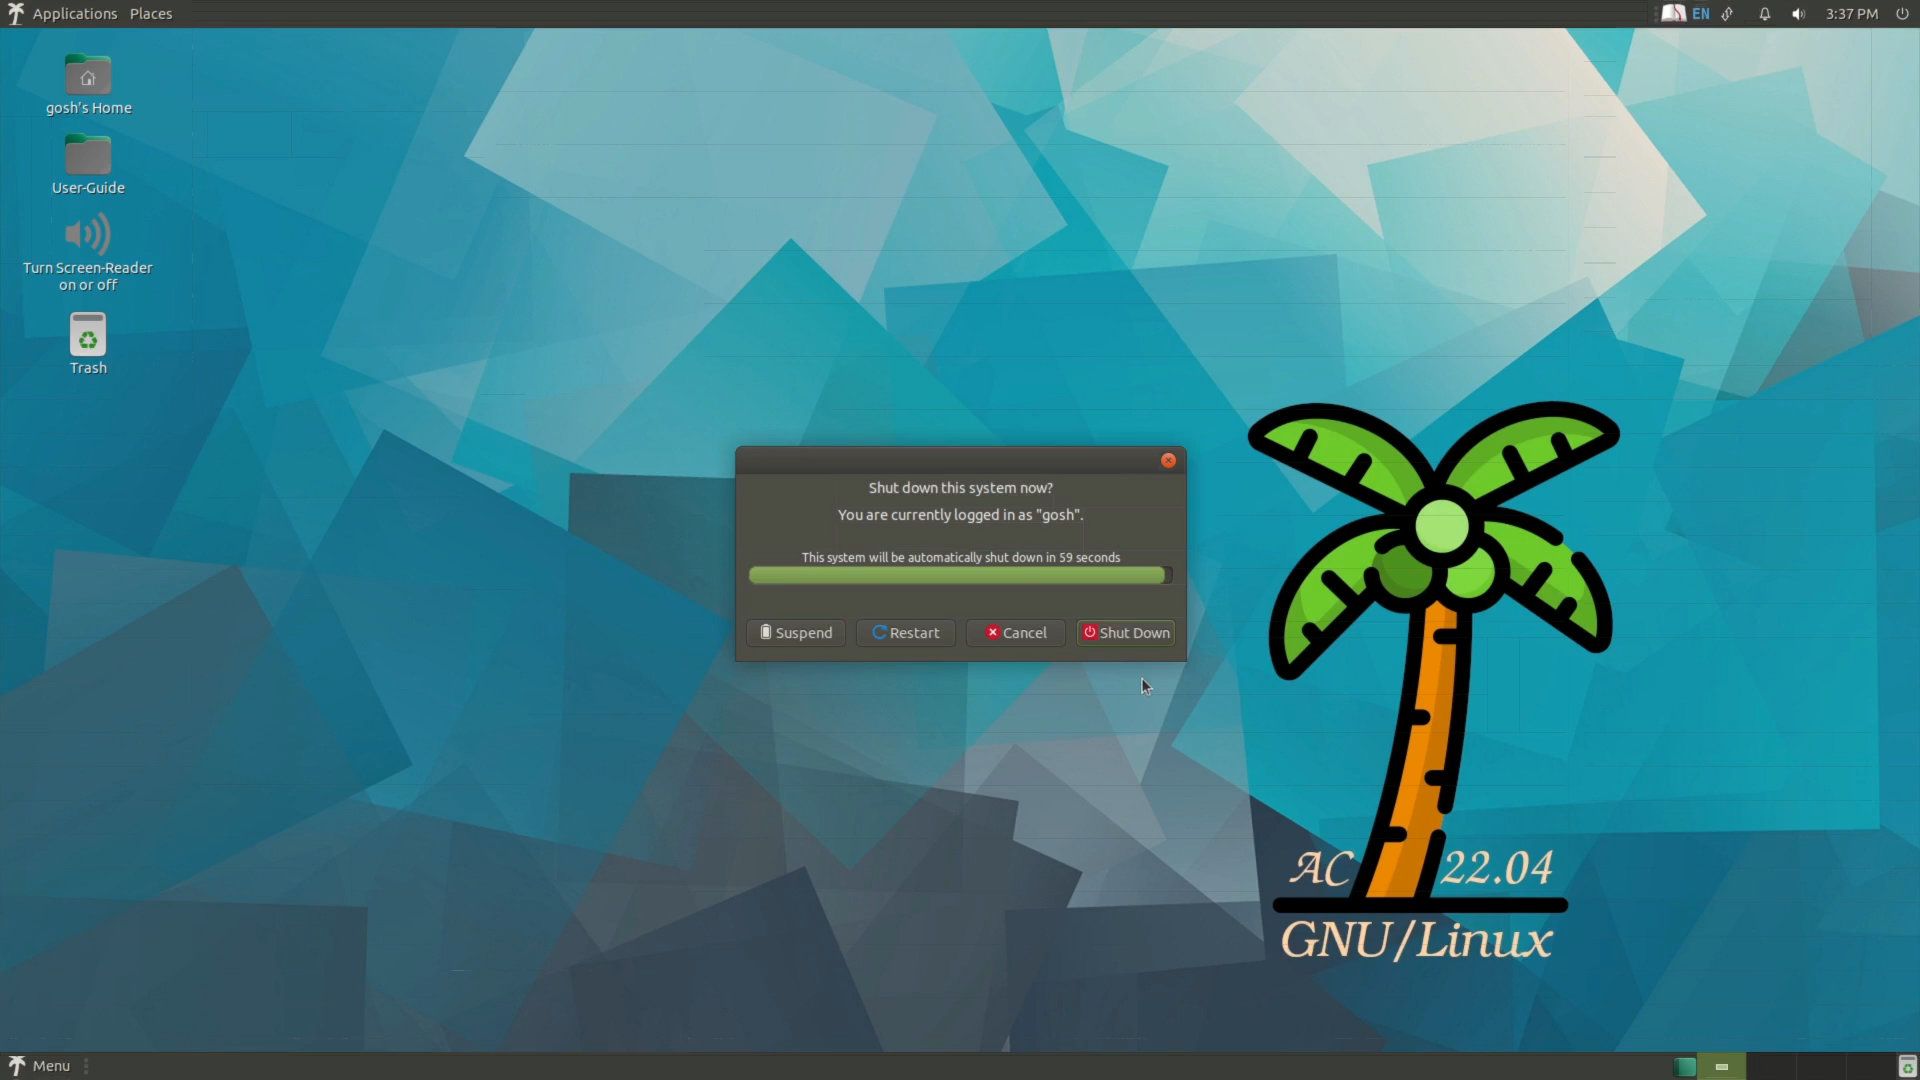 Applications Places
EN
3:37 PM
gosh's Home
User-Guide
Turn Screen-Reader
on or off
Trash
Shut down this system now?
You are currently logged in as "gosh".
This system will be automatically shut down in 59 seconds
Suspend Restart Cancel Shut Down
AC 22.04
GNU/Linux
Menu